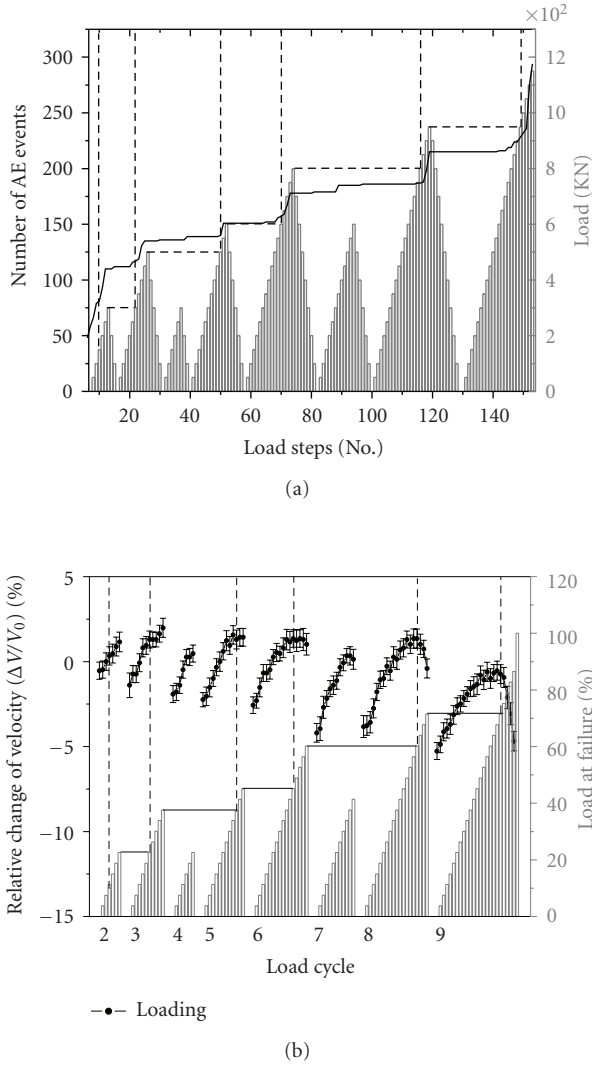 ×10²
300
250
200
150
100
50
0
12
10
8
6
4
2
0
Number of AE events
Load (KN)
20 40 60 80 100 120 140
Load steps (No.)
(a)
5
0
−5
−10
−15
120
100
80
60
40
20
0
Relative change of velocity (ΔV/V₀) (%)
Load at failure (%)
2 3 4 5 6 7 8 9
Load cycle
Loading
(b)